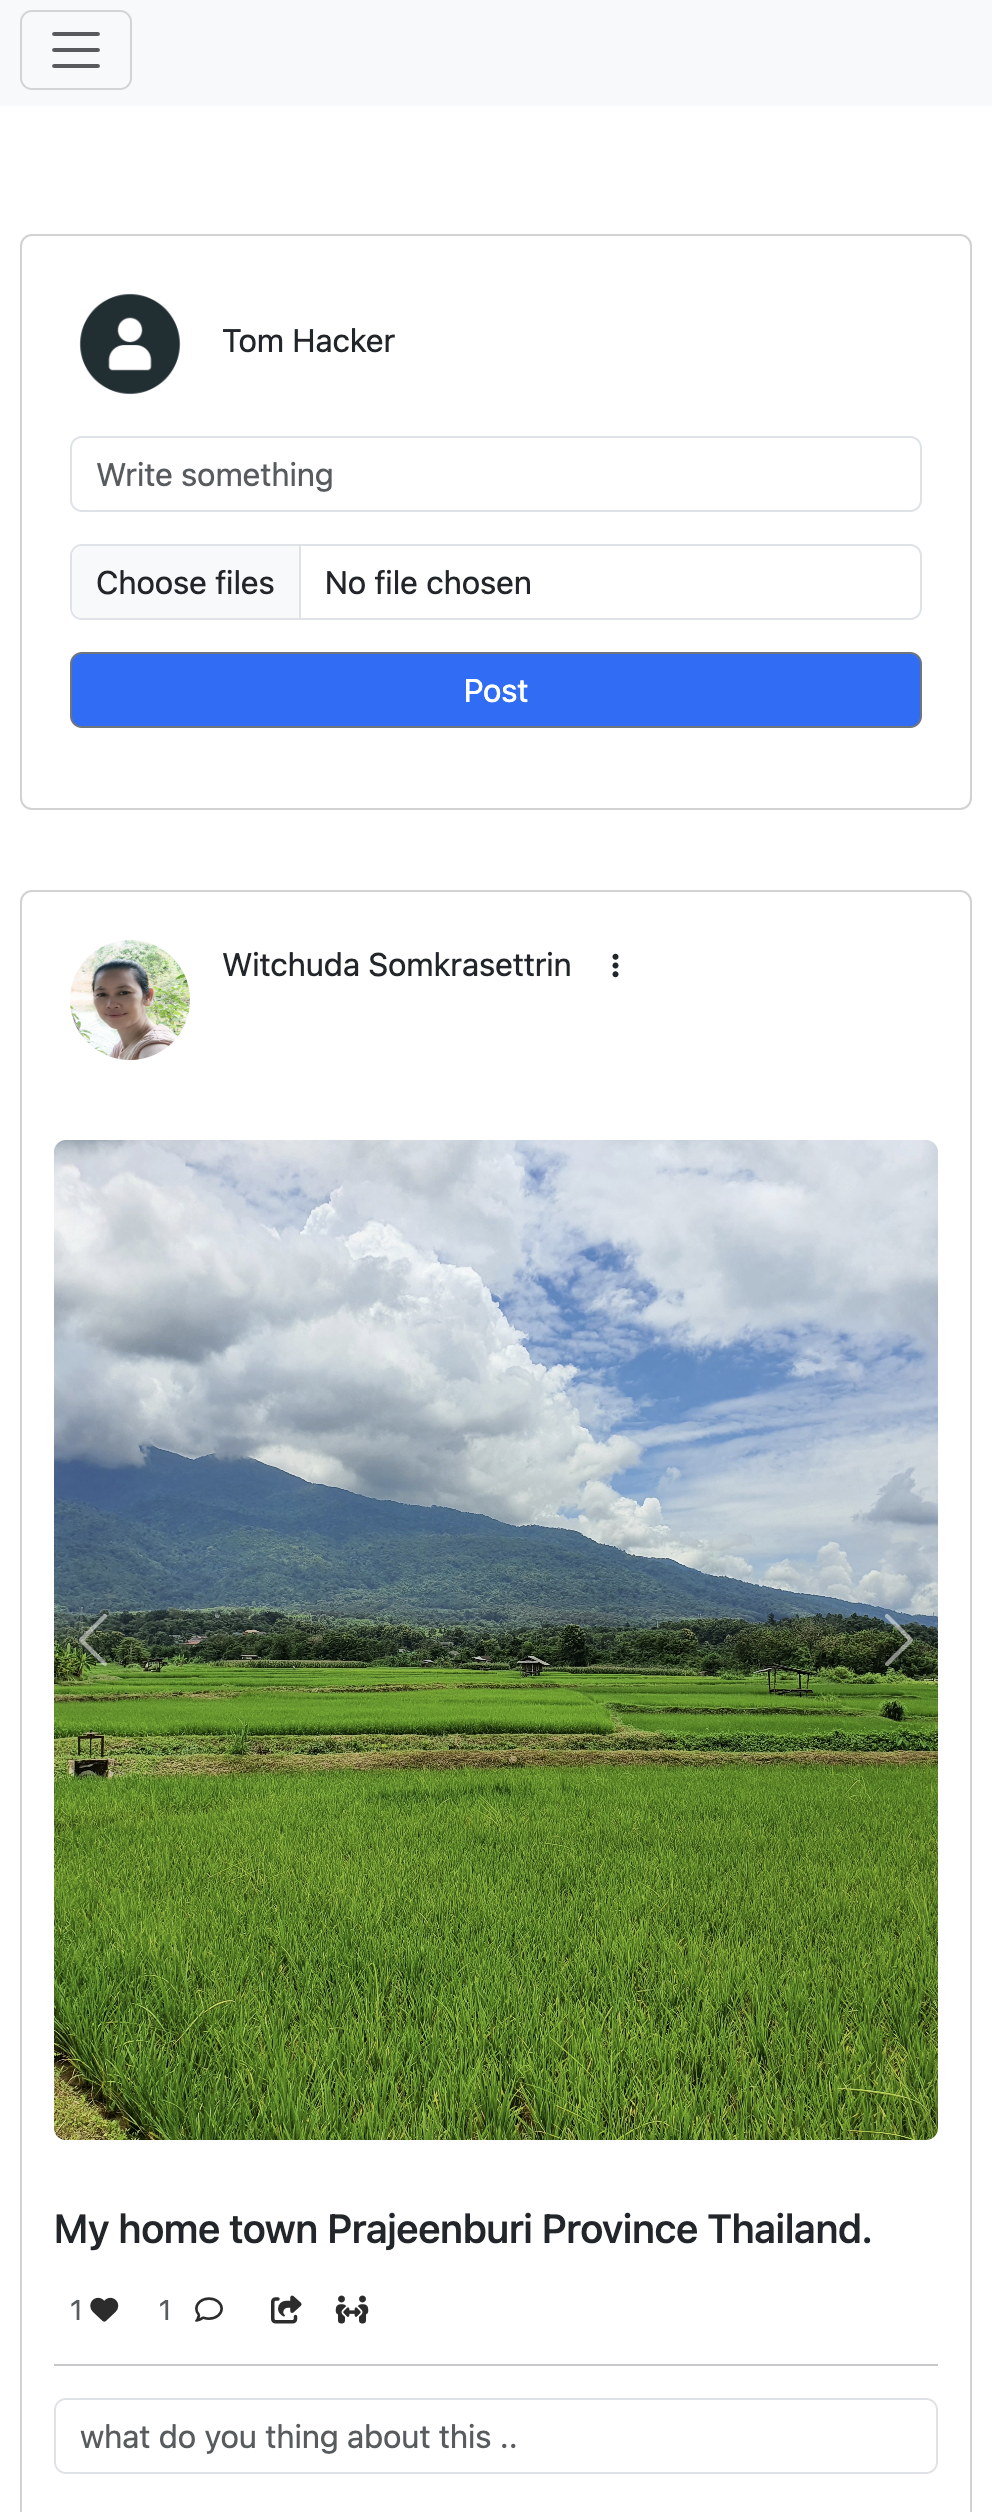 Tom Hacker
Write something
Choose files No file chosen
Post
Witchuda Somkrasettrin
My home town Prajeenburi Province Thailand.
1 1
what do you thing about this ..